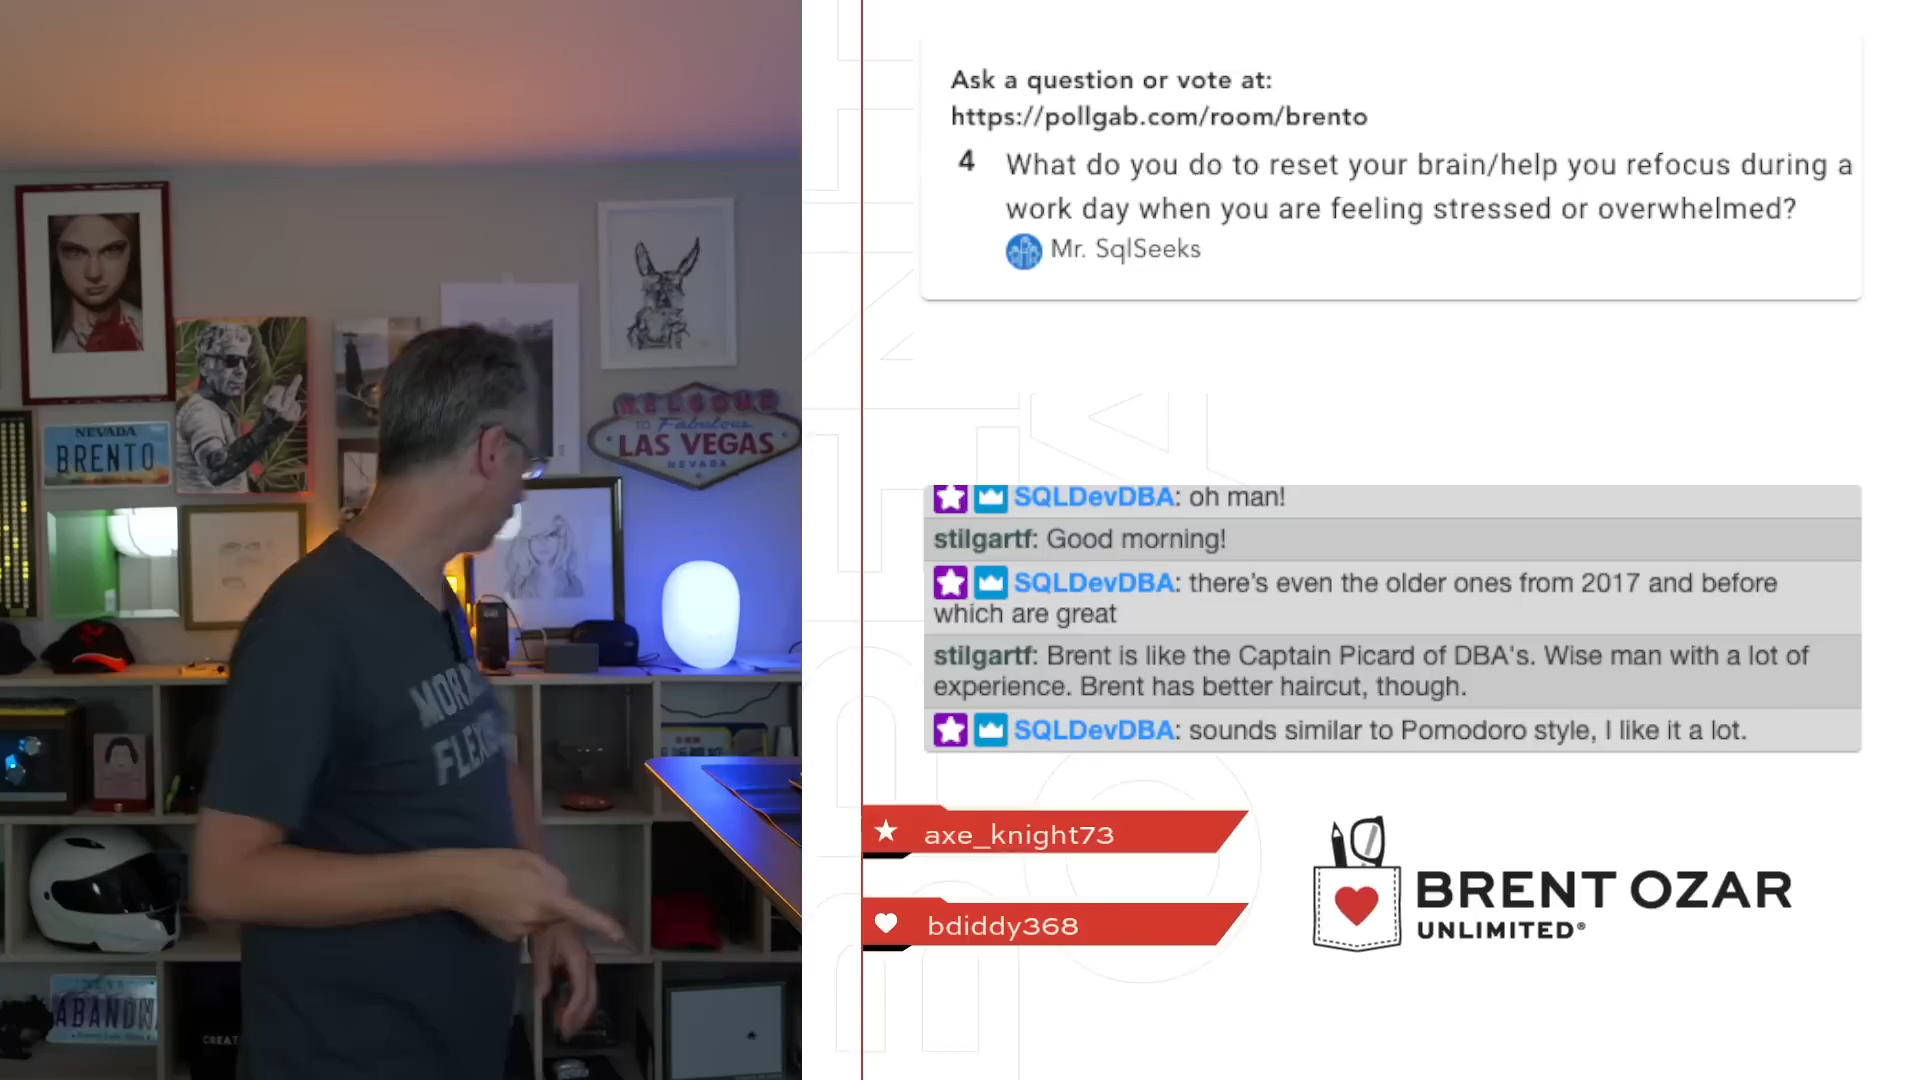 Ask a question or vote at:
https://pollgab.com/room/brento
4 What do you do to reset your brain/help you refocus during a
work day when you are feeling stressed or overwhelmed?
Mr. SqlSeeks
SQLDevDBA: oh man!
stilgartf: Good morning!
SQLDevDBA: there's even the older ones from 2017 and before
which are great
stilgartf: Brent is like the Captain Picard of DBA's. Wise man with a lot of
experience. Brent has better haircut, though.
SQLDevDBA: sounds similar to Pomodoro style, I like it a lot.
axe_knight73
bdiddy368
BRENT OZAR
UNLIMITED®
NEVADA
BRENTO
WELCOME
TO Fabulous
LAS VEGAS
NEVADA
ABANDN
CREAT